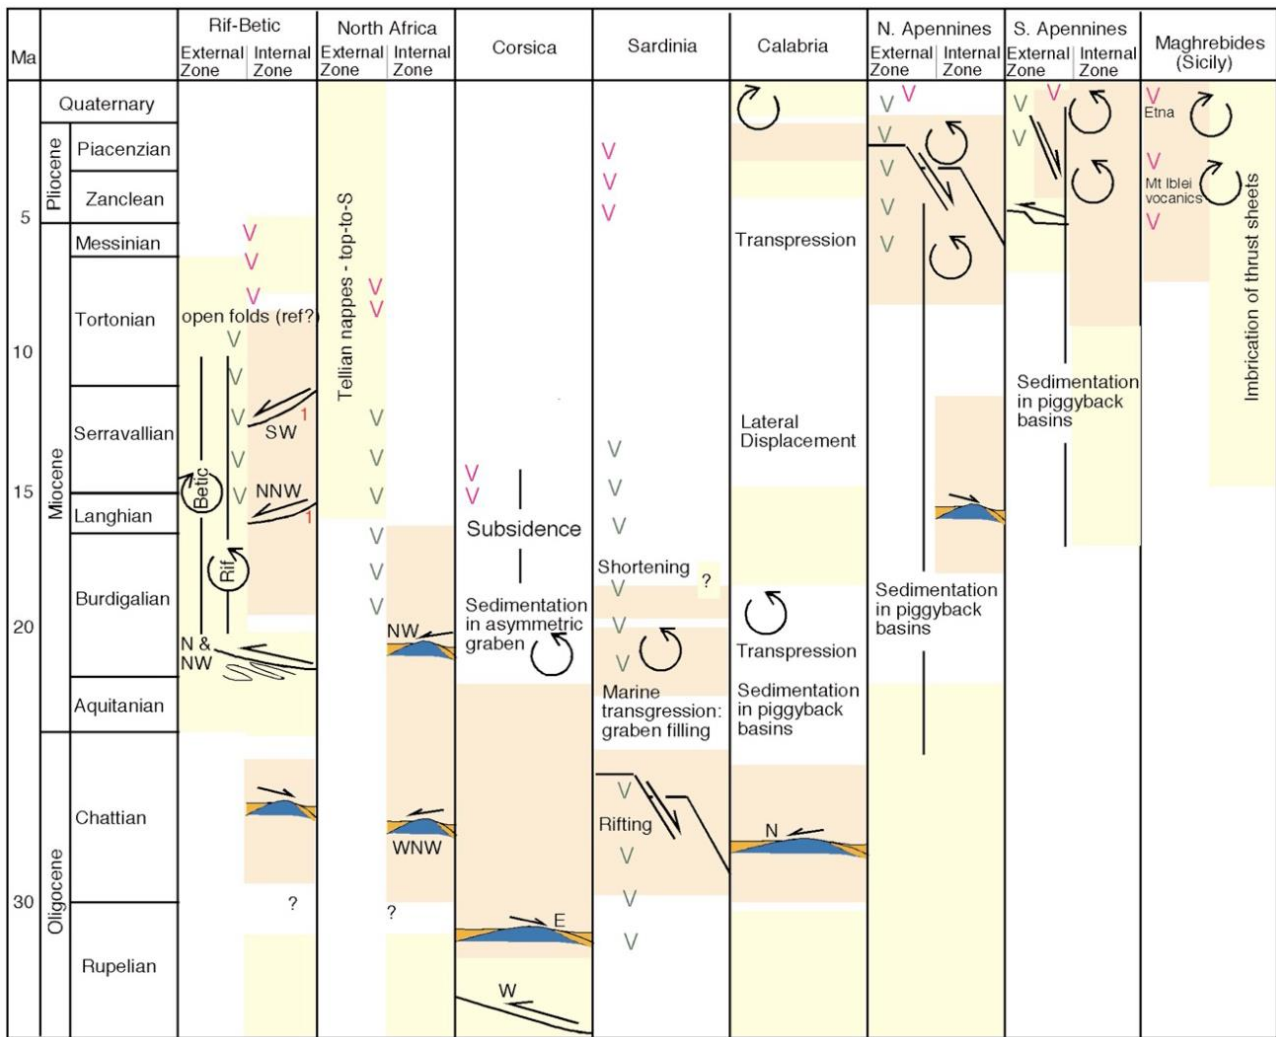 Ma
Rif-Betic
External Zone
Internal Zone
North Africa
External Zone
Internal Zone
Corsica
Sardinia
Calabria
N. Apennines
External Zone
Internal Zone
S. Apennines
External Zone
Internal Zone
Maghrebides
(Sicily)
5
10
15
20
30
Pliocene
Miocene
Oligocene
Quaternary
Piacenzian
Zanclean
Messinian
Tortonian
Serravallian
Langhian
Burdigalian
Aquitanian
Chattian
Rupelian
V
V
V
open folds (ref?)
V
V
V
V
V
1
SW
NNW
1
Betic
Rif
N &
NW
?
Tellian nappes - top-to-S
V
V
V
V
V
V
V
V
NW
WNW
?
V
V
Subsidence
Sedimentation
in asymmetric
graben
E
W
V
V
V
V
V
V
Shortening
?
V
V
V
Marine
transgression:
graben filling
V
Rifting
V
V
V
Transpression
Lateral
Displacement
Transpression
Sedimentation
in piggyback
basins
N
V
V
V
V
V
V
Sedimentation
in piggyback
basins
V
V
V
Sedimentation
in piggyback
basins
V
Etna
V
Mt Iblei
vocanics
V
Imbrication of thrust sheets